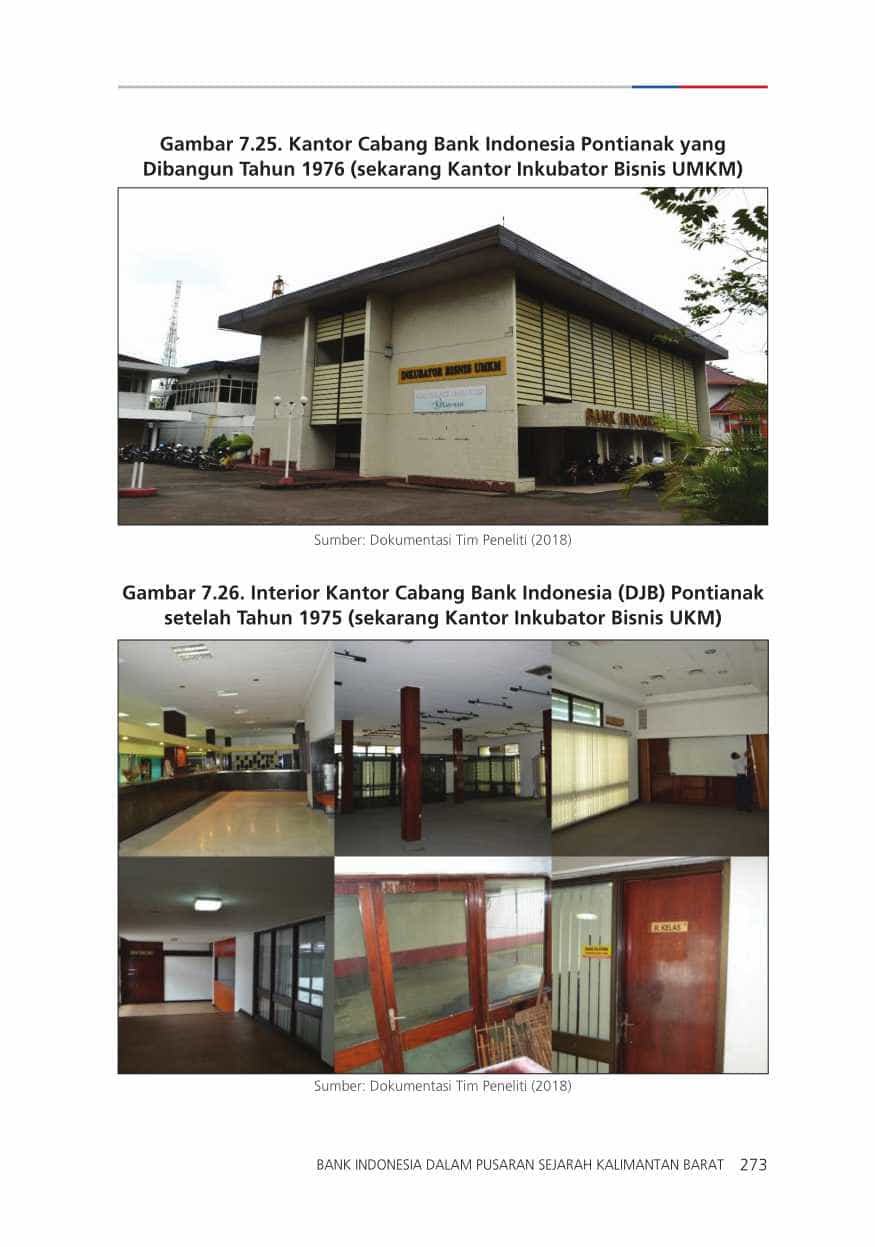 Gambar 7.25. Kantor Cabang Bank Indonesia Pontianak yang
Dibangun Tahun 1976 (sekarang Kantor Inkubator Bisnis UMKM)
INKUBATOR BISNIS UMKM
BANK INDONE
Sumber: Dokumentasi Tim Peneliti (2018)
Gambar 7.26. Interior Kantor Cabang Bank Indonesia (DJB) Pontianak
setelah Tahun 1975 (sekarang Kantor Inkubator Bisnis UKM)
R. KELAS
Sumber: Dokumentasi Tim Peneliti (2018)
BANK INDONESIA DALAM PUSARAN SEJARAH KALIMANTAN BARAT 273